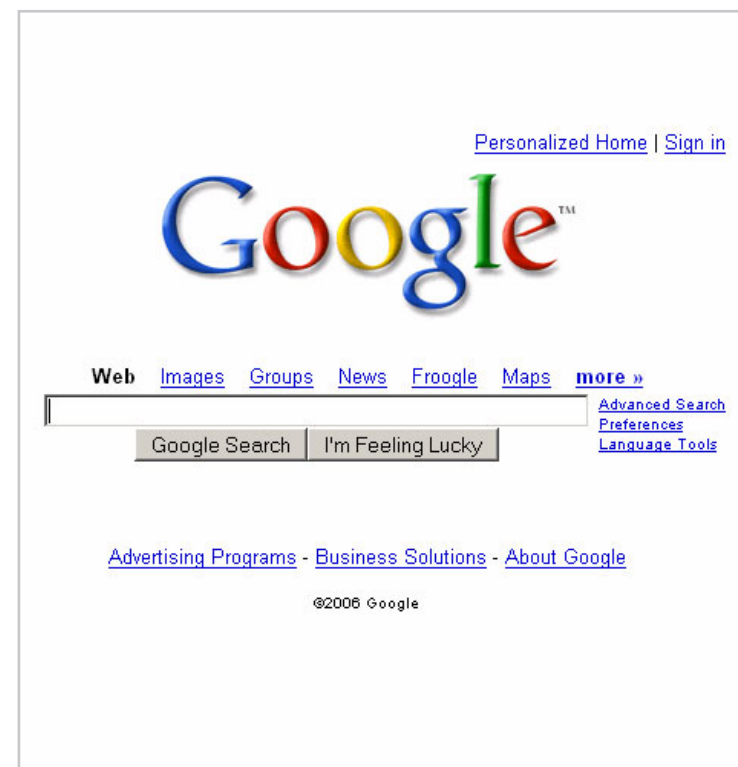 Personalized Home | Sign in
Google™
Web Images Groups News Froogle Maps more »
Advanced Search
Preferences
Language Tools
Google Search I'm Feeling Lucky
Advertising Programs - Business Solutions - About Google
©2006 Google